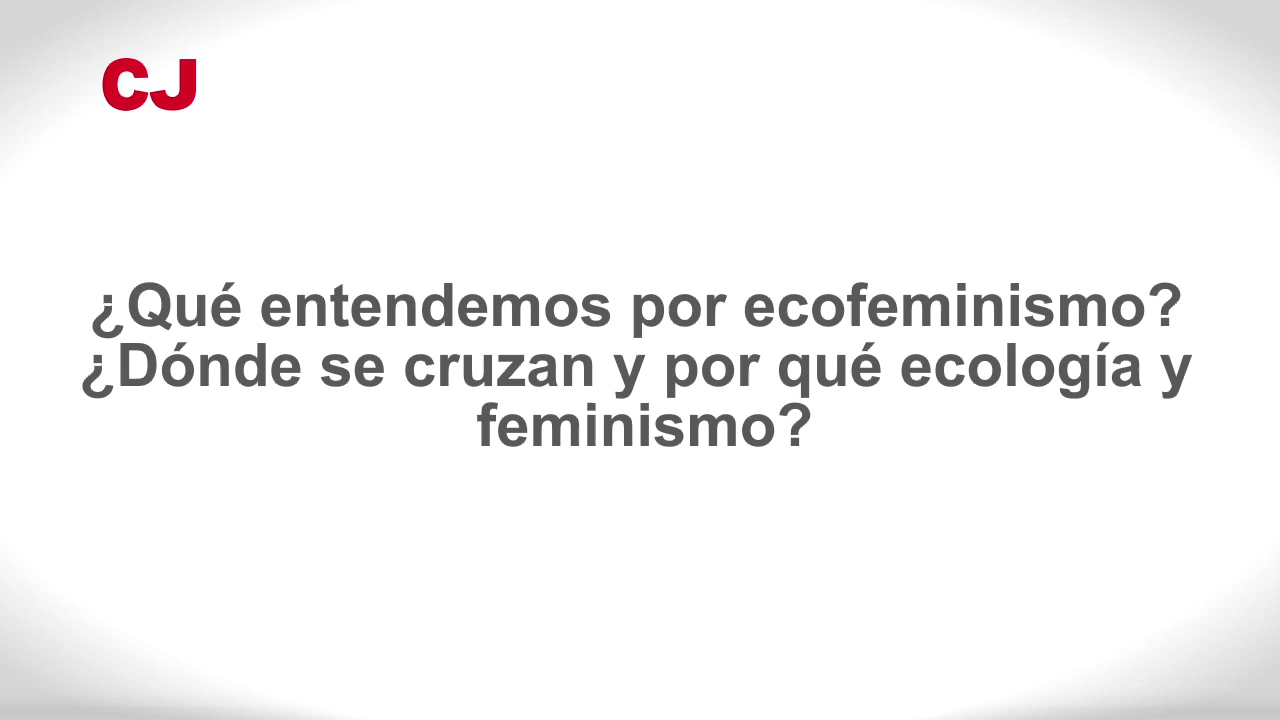 CJ
¿Qué entendemos por ecofeminismo?
¿Dónde se cruzan y por qué ecología y
feminismo?